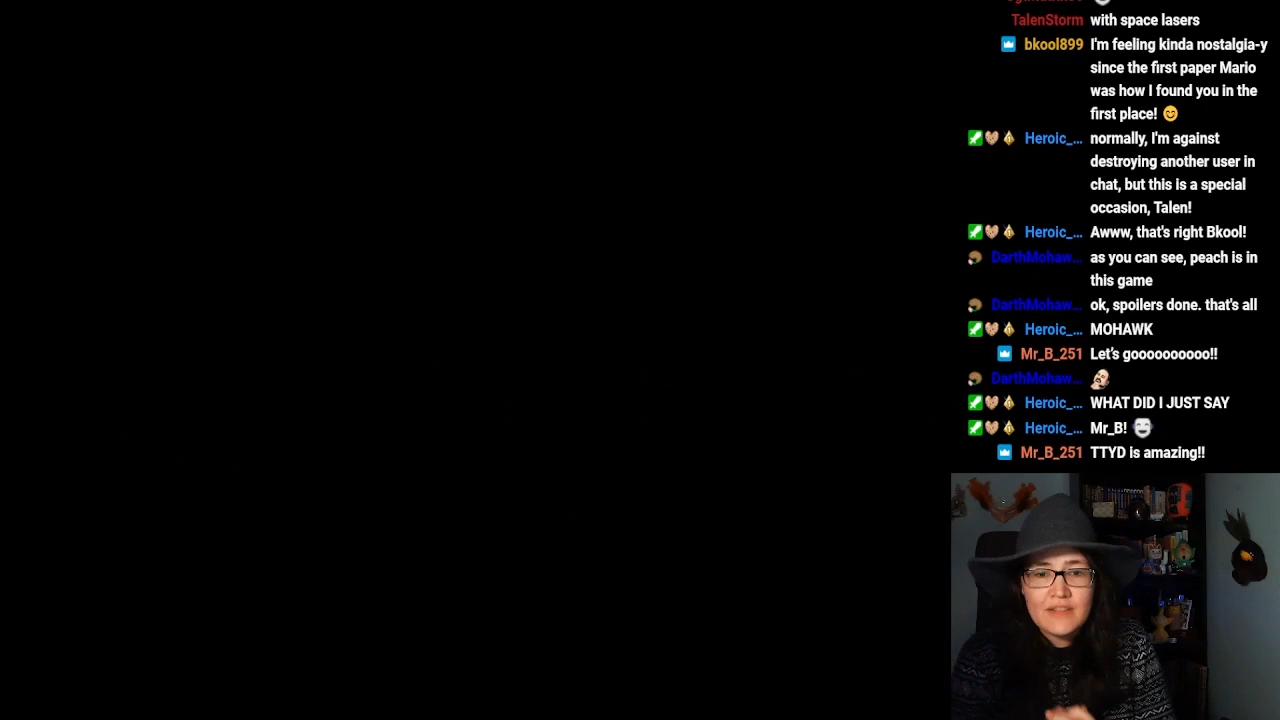 TalenStorm with space lasers
bkool899 I'm feeling kinda nostalgia-y
since the first paper Mario
was how I found you in the
first place!
Heroic_... normally, I'm against
destroying another user in
chat, but this is a special
occasion, Talen!
Heroic_... Awww, that's right Bkool!
DarthMohaw... as you can see, peach is in
this game
DarthMohaw... ok, spoilers done. that's all
Heroic_... MOHAWK
Mr_B_251 Let's goooooooooo!!
DarthMohaw...
Heroic_... WHAT DID I JUST SAY
Heroic_... Mr_B!
Mr_B_251 TTYD is amazing!!